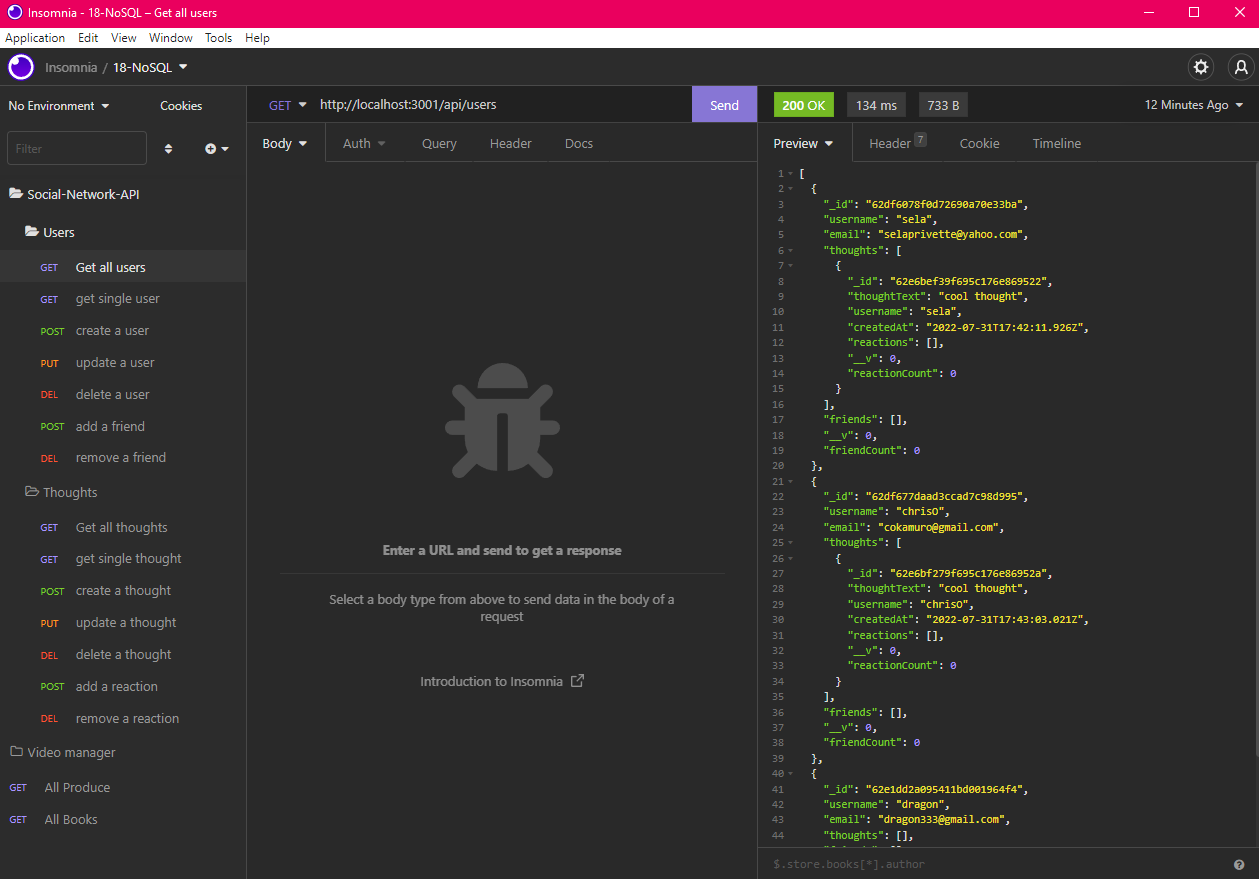 Insomnia - 18-NoSQL – Get all users
Application Edit View Window Tools Help
Insomnia / 18-NoSQL
No Environment Cookies
Filter
Social-Network-API
Users
GET Get all users
GET get single user
POST create a user
PUT update a user
DEL delete a user
POST add a friend
DEL remove a friend
Thoughts
GET Get all thoughts
GET get single thought
POST create a thought
PUT update a thought
DEL delete a thought
POST add a reaction
DEL remove a reaction
Video manager
GET All Produce
GET All Books
GET http://localhost:3001/api/users Send
Body Auth Query Header Docs
Enter a URL and send to get a response
Select a body type from above to send data in the body of a
request
Introduction to Insomnia
200 OK 134 ms 733 B 12 Minutes Ago
Preview Header 7 Cookie Timeline
1 [
2 {
3 "_id": "62df6078f0d72690a70e33ba",
4 "username": "sela",
5 "email": "selaprivette@yahoo.com",
6 "thoughts": [
7 {
8 "_id": "62e6bef39f695c176e869522",
9 "thoughtText": "cool thought",
10 "username": "sela",
11 "createdAt": "2022-07-31T17:42:11.926Z",
12 "reactions": [],
13 "__v": 0,
14 "reactionCount": 0
15 }
16 ],
17 "friends": [],
18 "__v": 0,
19 "friendCount": 0
20 },
21 {
22 "_id": "62df677daad3ccad7c98d995",
23 "username": "chrisO",
24 "email": "cokamuro@gmail.com",
25 "thoughts": [
26 {
27 "_id": "62e6bf279f695c176e86952a",
28 "thoughtText": "cool thought",
29 "username": "chrisO",
30 "createdAt": "2022-07-31T17:43:03.021Z",
31 "reactions": [],
32 "__v": 0,
33 "reactionCount": 0
34 }
35 ],
36 "friends": [],
37 "__v": 0,
38 "friendCount": 0
39 },
40 {
41 "_id": "62e1dd2a095411bd001964f4",
42 "username": "dragon",
43 "email": "dragon333@gmail.com",
44 "thoughts": [],
$.store.books[*].author